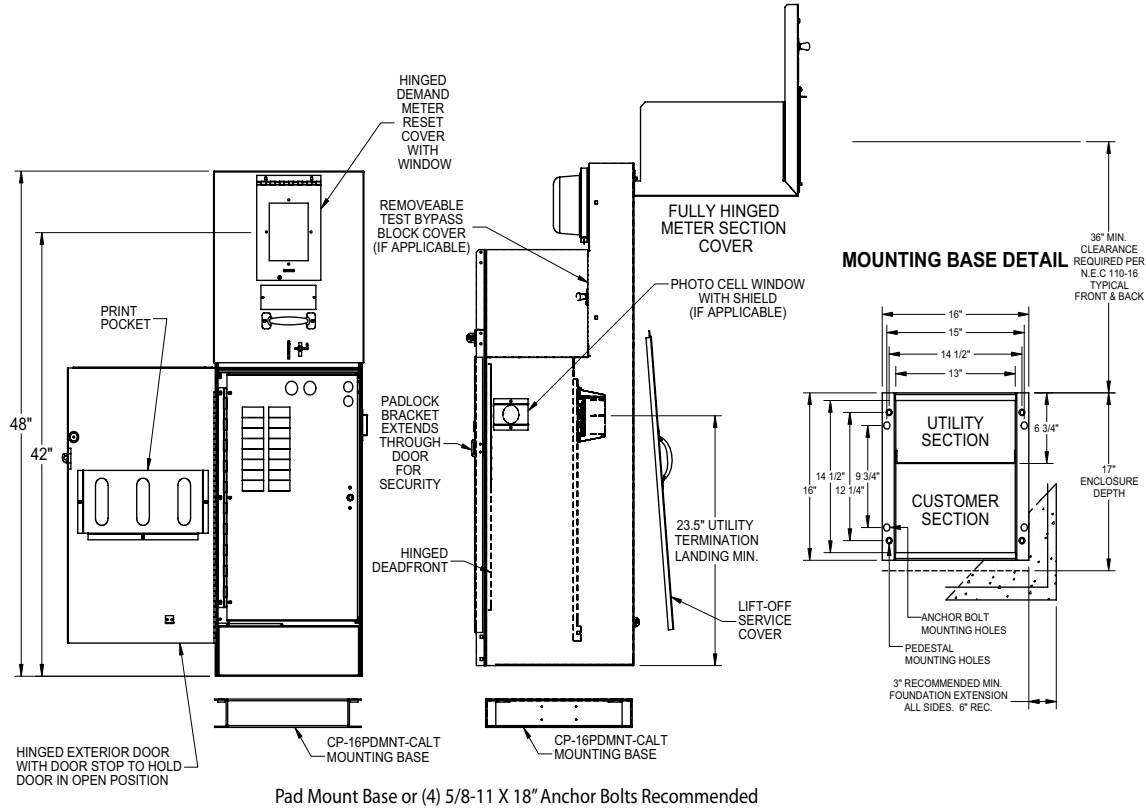 HINGED
DEMAND
METER
RESET
COVER
WITH
WINDOW
REMOVEABLE
TEST BYPASS
BLOCK COVER
(IF APPLICABLE)
FULLY HINGED
METER SECTION
COVER
PHOTO CELL WINDOW
WITH SHIELD
(IF APPLICABLE)
PRINT
POCKET
PADLOCK
BRACKET
EXTENDS
THROUGH
DOOR
FOR
SECURITY
48"
42"
HINGED
DEADFRONT
23.5" UTILITY
TERMINATION
LANDING MIN.
LIFT-OFF
SERVICE
COVER
HINGED EXTERIOR DOOR
WITH DOOR STOP TO HOLD
DOOR IN OPEN POSITION
CP-16PDMNT-CALT
MOUNTING BASE
CP-16PDMNT-CALT
MOUNTING BASE
MOUNTING BASE DETAIL
36" MIN.
CLEARANCE
REQUIRED PER
N.E.C 110-16
TYPICAL
FRONT & BACK
16"
15"
14 1/2"
13"
UTILITY
SECTION
6 3/4"
CUSTOMER
SECTION
16"
14 1/2"
12 1/4"
9 3/4"
17"
ENCLOSURE
DEPTH
ANCHOR BOLT
MOUNTING HOLES
PEDESTAL
MOUNTING HOLES
3" RECOMMENDED MIN.
FOUNDATION EXTENSION
ALL SIDES. 6" REC.
Pad Mount Base or (4) 5/8-11 X 18" Anchor Bolts Recommended